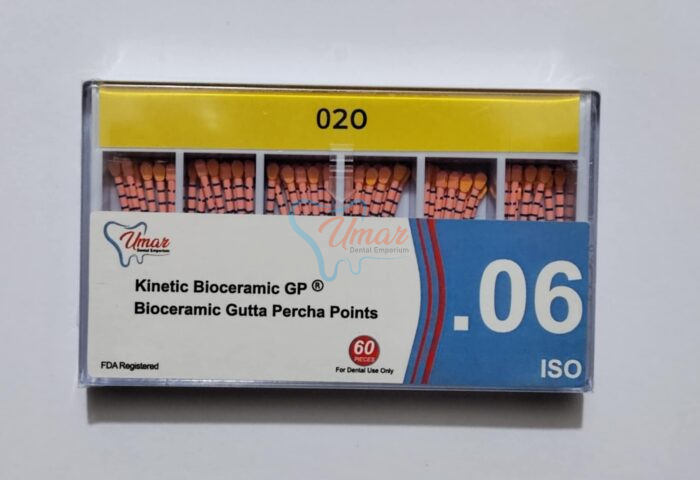 020
Umar
Dental Emporium
Umar
Dental Emporium
Kinetic Bioceramic GP ®
Bioceramic Gutta Percha Points
.06
60
PIECES
FDA Registered
For Dental Use Only
ISO